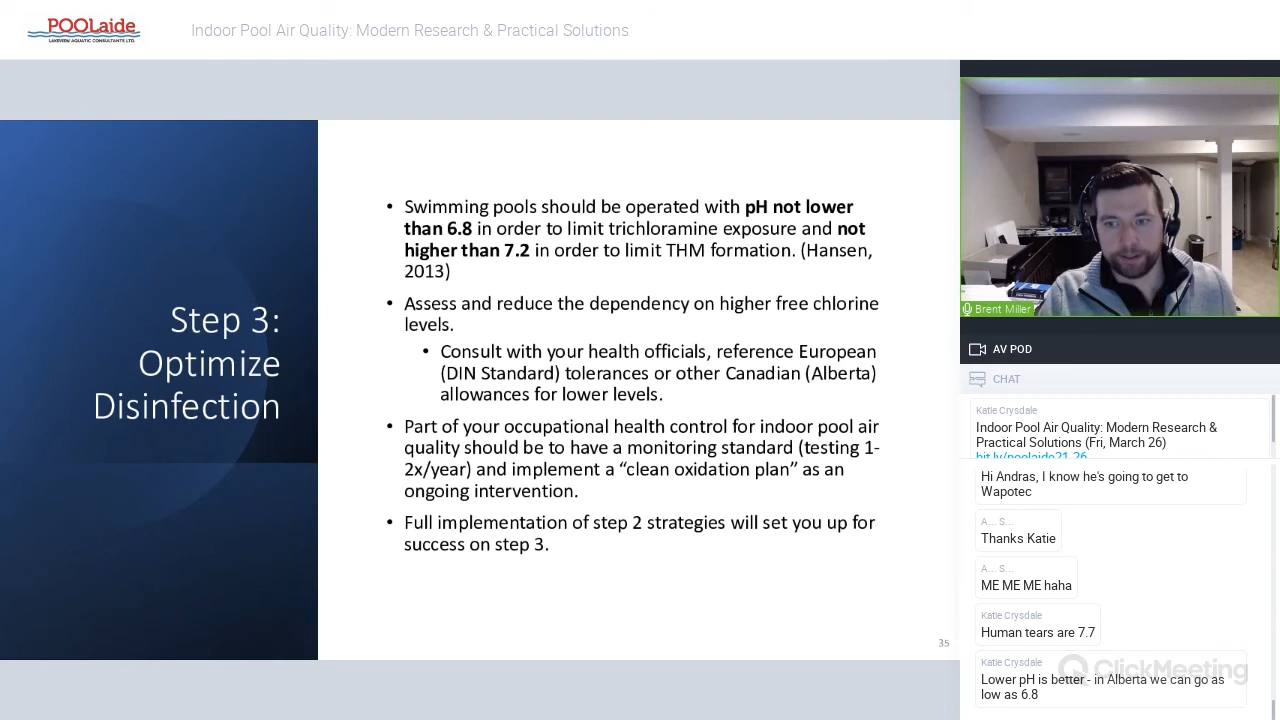 POOLaide
LAKEVIEW AQUATIC CONSULTANTS LTD.
Indoor Pool Air Quality: Modern Research & Practical Solutions
Step 3:
Optimize
Disinfection
• Swimming pools should be operated with pH not lower
than 6.8 in order to limit trichloramine exposure and not
higher than 7.2 in order to limit THM formation. (Hansen,
2013)
• Assess and reduce the dependency on higher free chlorine
levels.
• Consult with your health officials, reference European
(DIN Standard) tolerances or other Canadian (Alberta)
allowances for lower levels.
• Part of your occupational health control for indoor pool air
quality should be to have a monitoring standard (testing 1-
2x/year) and implement a “clean oxidation plan” as an
ongoing intervention.
• Full implementation of step 2 strategies will set you up for
success on step 3.
35
Brent Miller
AV POD
CHAT
Katie Crysdale
Indoor Pool Air Quality: Modern Research &
Practical Solutions (Fri, March 26)
bit.ly/poolaide21-26
Hi Andras, I know he's going to get to
Wapotec
A... S...
Thanks Katie
A... S...
ME ME ME haha
Katie Crysdale
Human tears are 7.7
Katie Crysdale
Lower pH is better - in Alberta we can go as
low as 6.8
ClickMeeting